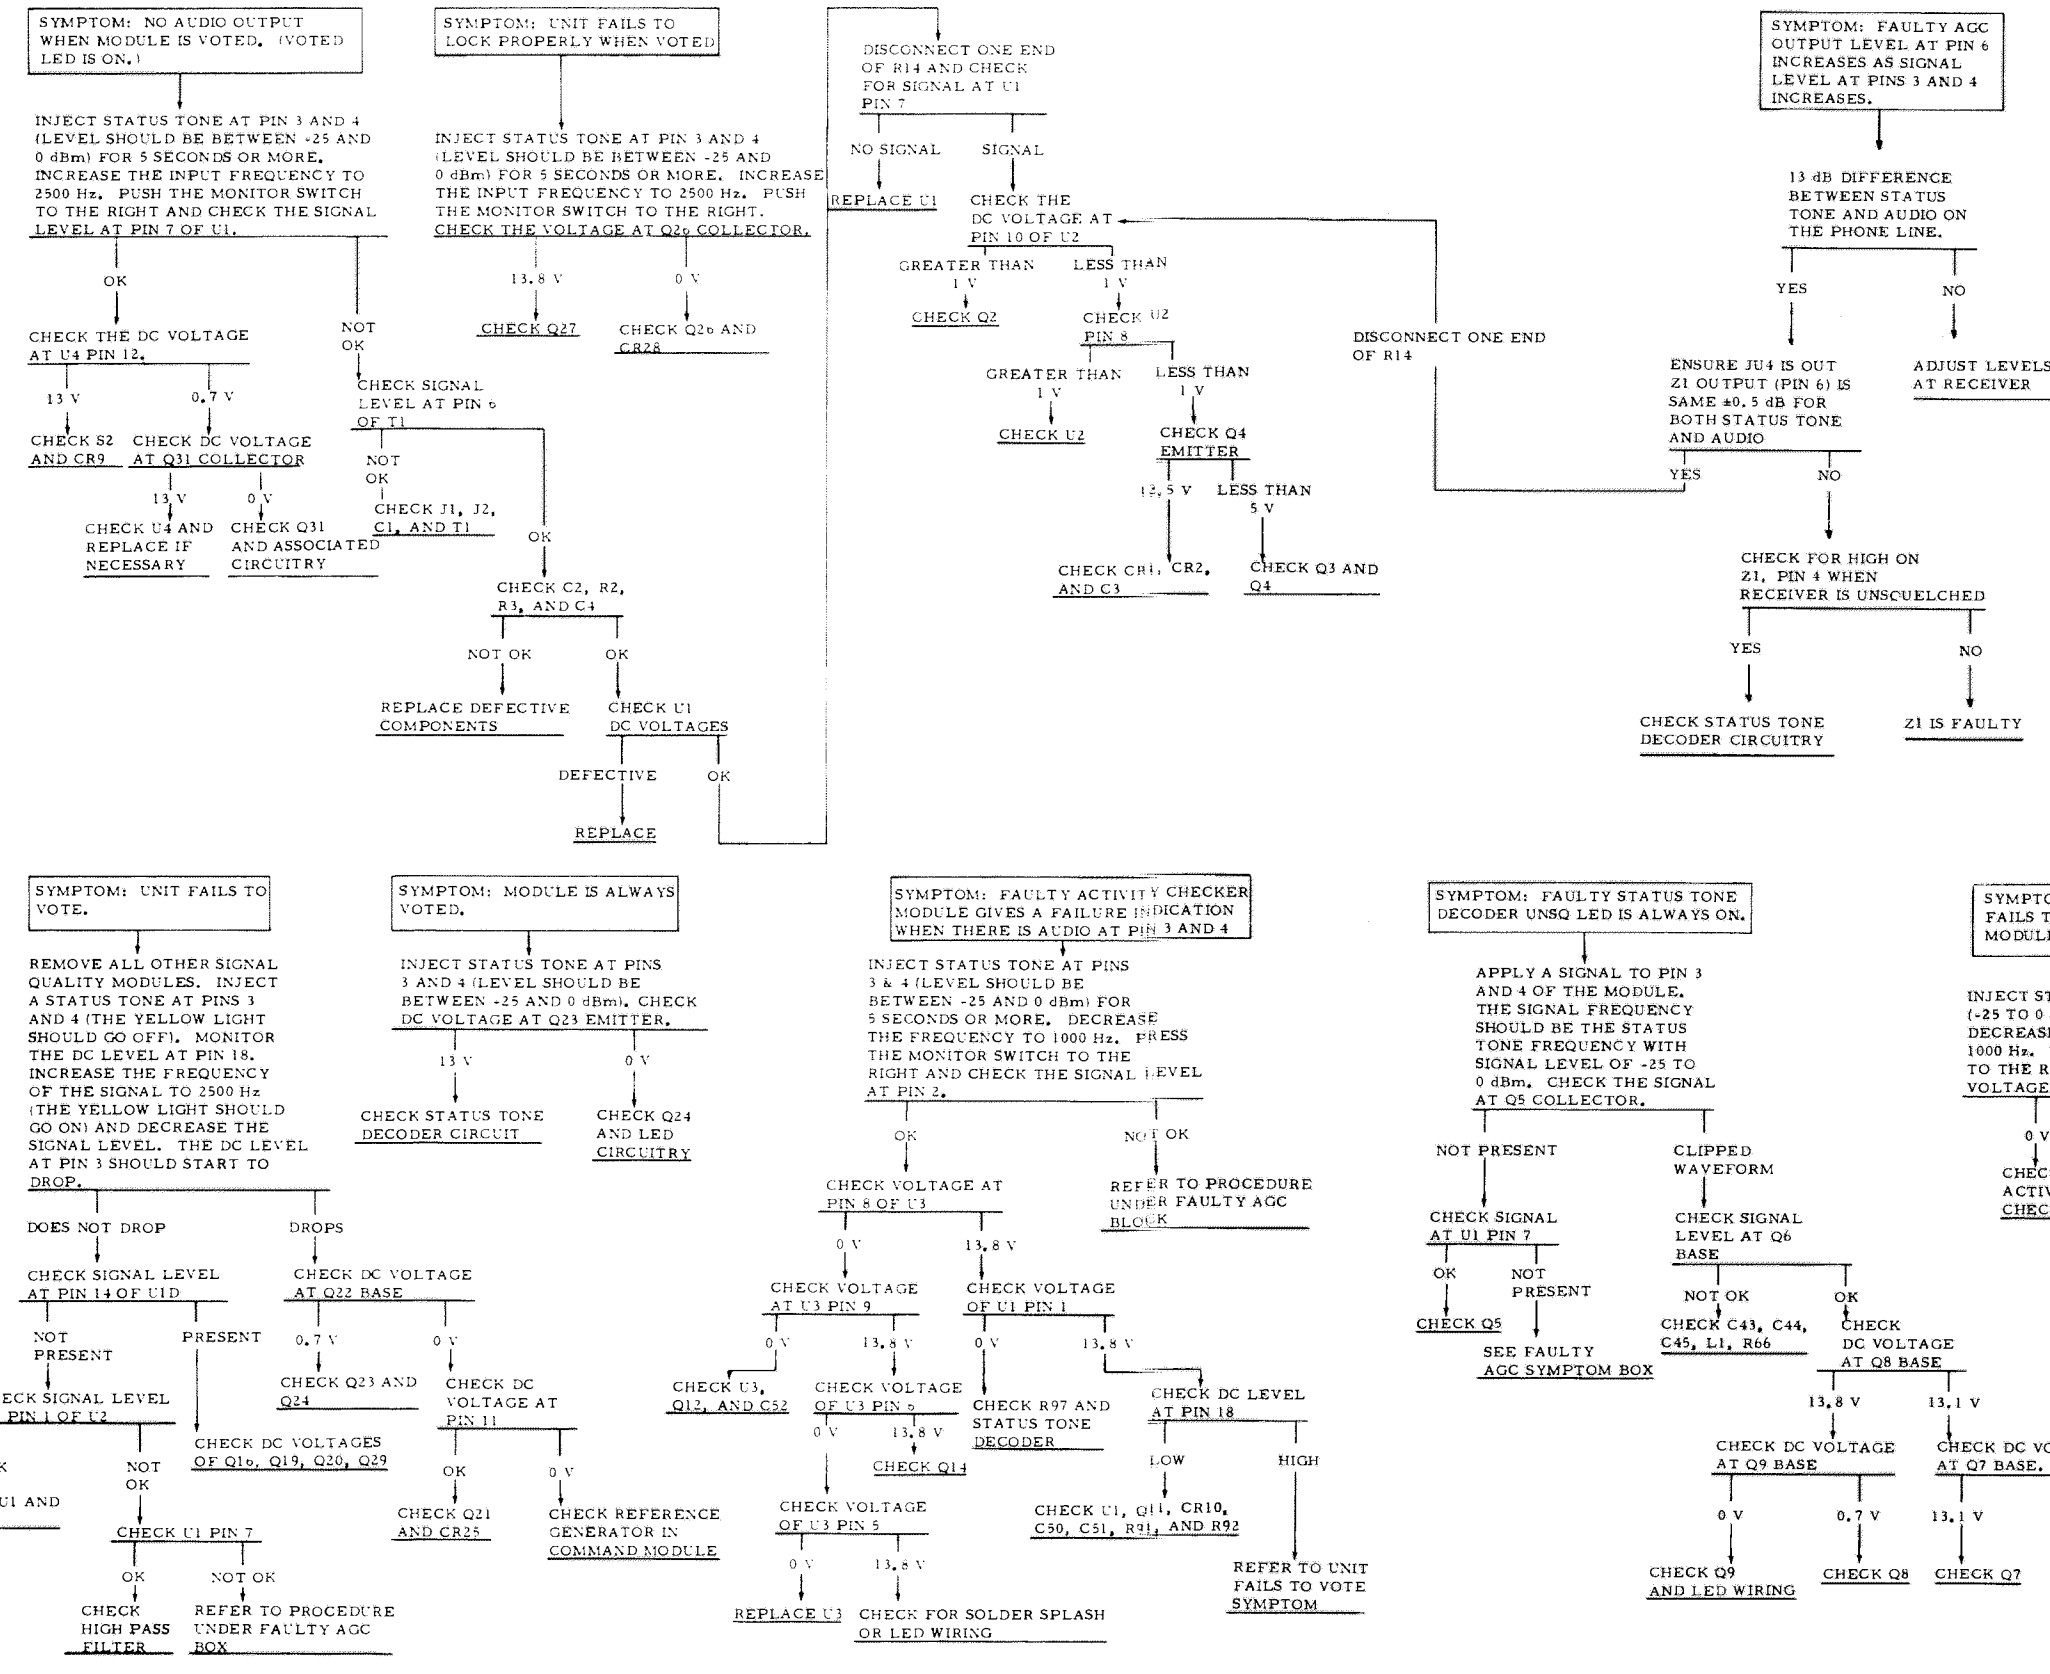 SYMPTOM: NO AUDIO OUTPUT
WHEN MODULE IS VOTED. (VOTED
LED IS ON.)
INJECT STATUS TONE AT PIN 3 AND 4
(LEVEL SHOULD BE BETWEEN -25 AND
0 dBm) FOR 5 SECONDS OR MORE.
INCREASE THE INPUT FREQUENCY TO
2500 Hz. PUSH THE MONITOR SWITCH
TO THE RIGHT AND CHECK THE SIGNAL
LEVEL AT PIN 7 OF U1.
OK
CHECK THE DC VOLTAGE
AT U4 PIN 12.
13 V
0.7 V
CHECK S2
AND CR9
CHECK DC VOLTAGE
AT Q31 COLLECTOR
13 V
0 V
CHECK U4 AND
REPLACE IF
NECESSARY
CHECK Q31
AND ASSOCIATED
CIRCUITRY
NOT
OK
CHECK SIGNAL
LEVEL AT PIN 6
OF T1
NOT
OK
CHECK J1, J2,
C1, AND T1
OK
CHECK C2, R2,
R3, AND C4
NOT OK
OK
REPLACE DEFECTIVE
COMPONENTS
CHECK U1
DC VOLTAGES
DEFECTIVE
OK
REPLACE
SYMPTOM: UNIT FAILS TO
LOCK PROPERLY WHEN VOTED
INJECT STATUS TONE AT PIN 3 AND 4
(LEVEL SHOULD BE BETWEEN -25 AND
0 dBm) FOR 5 SECONDS OR MORE. INCREASE
THE INPUT FREQUENCY TO 2500 Hz. PUSH
THE MONITOR SWITCH TO THE RIGHT.
CHECK THE VOLTAGE AT Q26 COLLECTOR.
13.8 V
0 V
CHECK Q27
CHECK Q26 AND
CR28
DISCONNECT ONE END
OF R14 AND CHECK
FOR SIGNAL AT U1
PIN 7
NO SIGNAL
SIGNAL
REPLACE U1
CHECK THE
DC VOLTAGE AT
PIN 10 OF U2
GREATER THAN
1 V
LESS THAN
1 V
CHECK Q2
CHECK U2
PIN 8
GREATER THAN
1 V
LESS THAN
1 V
CHECK U2
CHECK Q4
EMITTER
13.5 V
LESS THAN
5 V
CHECK CR1, CR2,
AND C3
CHECK Q3 AND
Q4
DISCONNECT ONE END
OF R14
SYMPTOM: FAULTY AGC
OUTPUT LEVEL AT PIN 6
INCREASES AS SIGNAL
LEVEL AT PINS 3 AND 4
INCREASES.
13 dB DIFFERENCE
BETWEEN STATUS
TONE AND AUDIO ON
THE PHONE LINE.
YES
NO
ENSURE JU4 IS OUT
Z1 OUTPUT (PIN 6) IS
SAME ±0.5 dB FOR
BOTH STATUS TONE
AND AUDIO
ADJUST LEVELS
AT RECEIVER
YES
NO
CHECK FOR HIGH ON
Z1, PIN 4 WHEN
RECEIVER IS UNSQUELCHED
YES
NO
CHECK STATUS TONE
DECODER CIRCUITRY
Z1 IS FAULTY
SYMPTOM: UNIT FAILS TO
VOTE.
REMOVE ALL OTHER SIGNAL
QUALITY MODULES. INJECT
A STATUS TONE AT PINS 3
AND 4 (THE YELLOW LIGHT
SHOULD GO OFF). MONITOR
THE DC LEVEL AT PIN 18.
INCREASE THE FREQUENCY
OF THE SIGNAL TO 2500 Hz
(THE YELLOW LIGHT SHOULD
GO ON) AND DECREASE THE
SIGNAL LEVEL. THE DC LEVEL
AT PIN 3 SHOULD START TO
DROP.
DOES NOT DROP
DROPS
CHECK SIGNAL LEVEL
AT PIN 14 OF U1D
CHECK DC VOLTAGE
AT Q22 BASE
NOT
PRESENT
PRESENT
0.7 V
0 V
ECK SIGNAL LEVEL
PIN 1 OF U2
CHECK Q23 AND
Q24
CHECK DC
VOLTAGE AT
PIN 11
CHECK DC VOLTAGES
OF Q16, Q19, Q20, Q29
K
NOT
OK
OK
0 V
U1 AND
CHECK Q21
AND CR25
CHECK REFERENCE
GENERATOR IN
COMMAND MODULE
CHECK U1 PIN 7
OK
NOT OK
CHECK
HIGH PASS
FILTER
REFER TO PROCEDURE
UNDER FAULTY AGC
BOX
SYMPTOM: MODULE IS ALWAYS
VOTED.
INJECT STATUS TONE AT PINS
3 AND 4 (LEVEL SHOULD BE
BETWEEN -25 AND 0 dBm). CHECK
DC VOLTAGE AT Q23 EMITTER.
13 V
0 V
CHECK STATUS TONE
DECODER CIRCUIT
CHECK Q24
AND LED
CIRCUITRY
SYMPTOM: FAULTY ACTIVITY CHECKER
MODULE GIVES A FAILURE INDICATION
WHEN THERE IS AUDIO AT PIN 3 AND 4
INJECT STATUS TONE AT PINS
3 & 4 (LEVEL SHOULD BE
BETWEEN -25 AND 0 dBm) FOR
5 SECONDS OR MORE. DECREASE
THE FREQUENCY TO 1000 Hz. PRESS
THE MONITOR SWITCH TO THE
RIGHT AND CHECK THE SIGNAL LEVEL
AT PIN 2.
OK
NOT OK
CHECK VOLTAGE AT
PIN 8 OF U3
REFER TO PROCEDURE
UNDER FAULTY AGC
BLOCK
0 V
13.8 V
CHECK VOLTAGE
AT U3 PIN 9
CHECK VOLTAGE
OF U1 PIN 1
0 V
13.8 V
0 V
13.8 V
CHECK U3,
Q12, AND C52
CHECK VOLTAGE
OF U3 PIN 6
CHECK R97 AND
STATUS TONE
DECODER
CHECK DC LEVEL
AT PIN 18
0 V
13.8 V
CHECK Q14
LOW
HIGH
CHECK VOLTAGE
OF U3 PIN 5
CHECK U1, Q11, CR10,
C50, C51, R91, AND R92
0 V
13.8 V
REFER TO UNIT
FAILS TO VOTE
SYMPTOM
REPLACE U3
CHECK FOR SOLDER SPLASH
OR LED WIRING
SYMPTOM: FAULTY STATUS TONE
DECODER UNSQ LED IS ALWAYS ON.
APPLY A SIGNAL TO PIN 3
AND 4 OF THE MODULE.
THE SIGNAL FREQUENCY
SHOULD BE THE STATUS
TONE FREQUENCY WITH
SIGNAL LEVEL OF -25 TO
0 dBm. CHECK THE SIGNAL
AT Q5 COLLECTOR.
NOT PRESENT
CLIPPED
WAVEFORM
CHECK SIGNAL
AT U1 PIN 7
CHECK SIGNAL
LEVEL AT Q6
BASE
OK
NOT
PRESENT
NOT OK
OK
CHECK Q5
SEE FAULTY
AGC SYMPTOM BOX
CHECK C43, C44,
C45, L1, R66
CHECK
DC VOLTAGE
AT Q8 BASE
13.8 V
13.1 V
CHECK DC VOLTAGE
AT Q9 BASE
CHECK DC VO
AT Q7 BASE.
0 V
0.7 V
13.1 V
CHECK Q9
AND LED WIRING
CHECK Q8
CHECK Q7
SYMPTO
FAILS T
MODULE
INJECT ST
(-25 TO 0
DECREASE
1000 Hz.
TO THE R
VOLTAGE
0 V
CHEC
ACTIV
CHEC